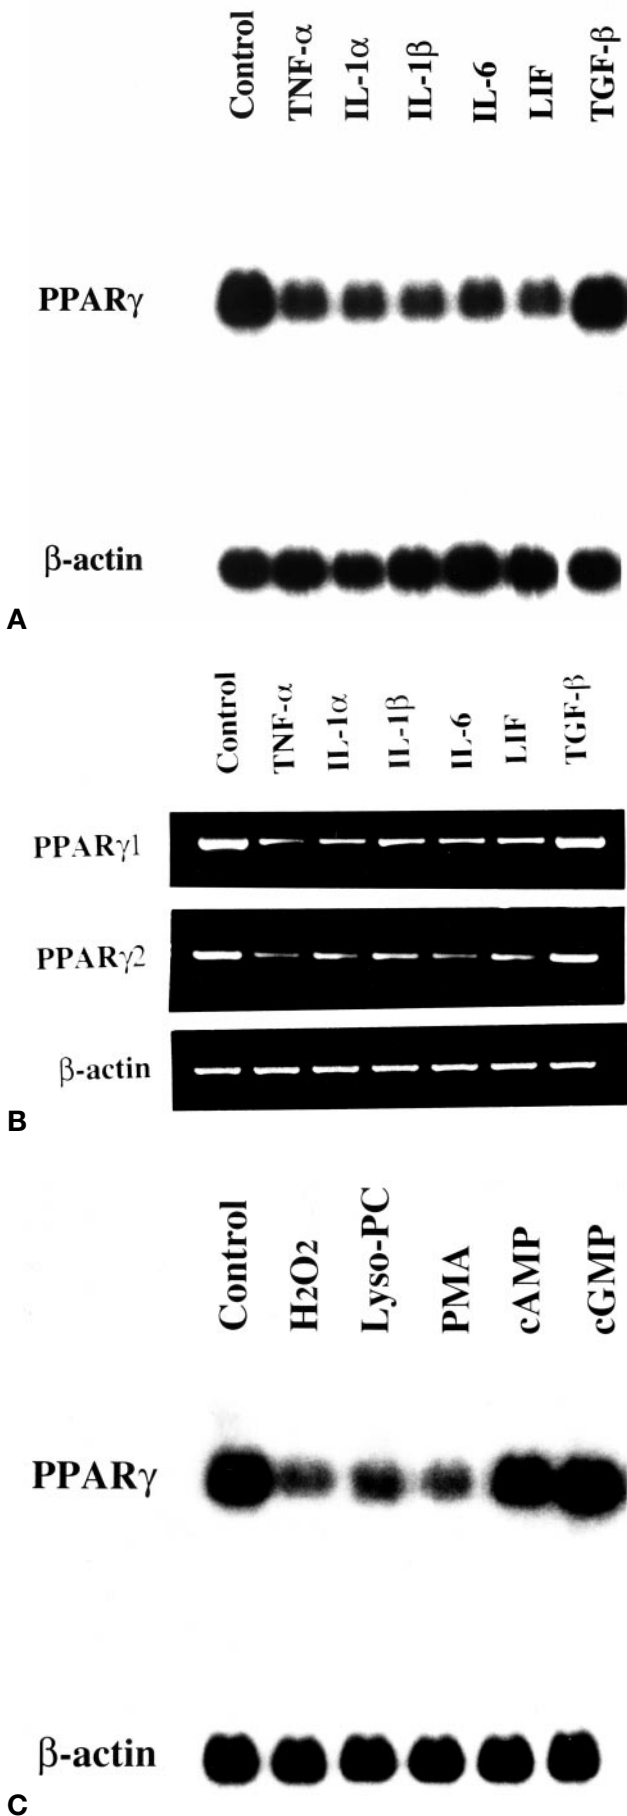 Control TNF-α IL-1α IL-1β IL-6 LIF TGF-β
PPARγ
β-actin
A
Control TNF-α IL-1α IL-1β IL-6 LIF TGF-β
PPARγ1
PPARγ2
β-actin
B
Control H2O2 Lyso-PC PMA cAMP cGMP
PPARγ
β-actin
C